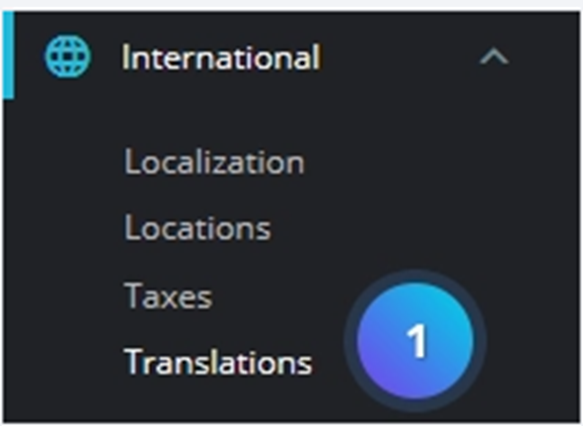 International
Localization
Locations
Taxes
1
Translations